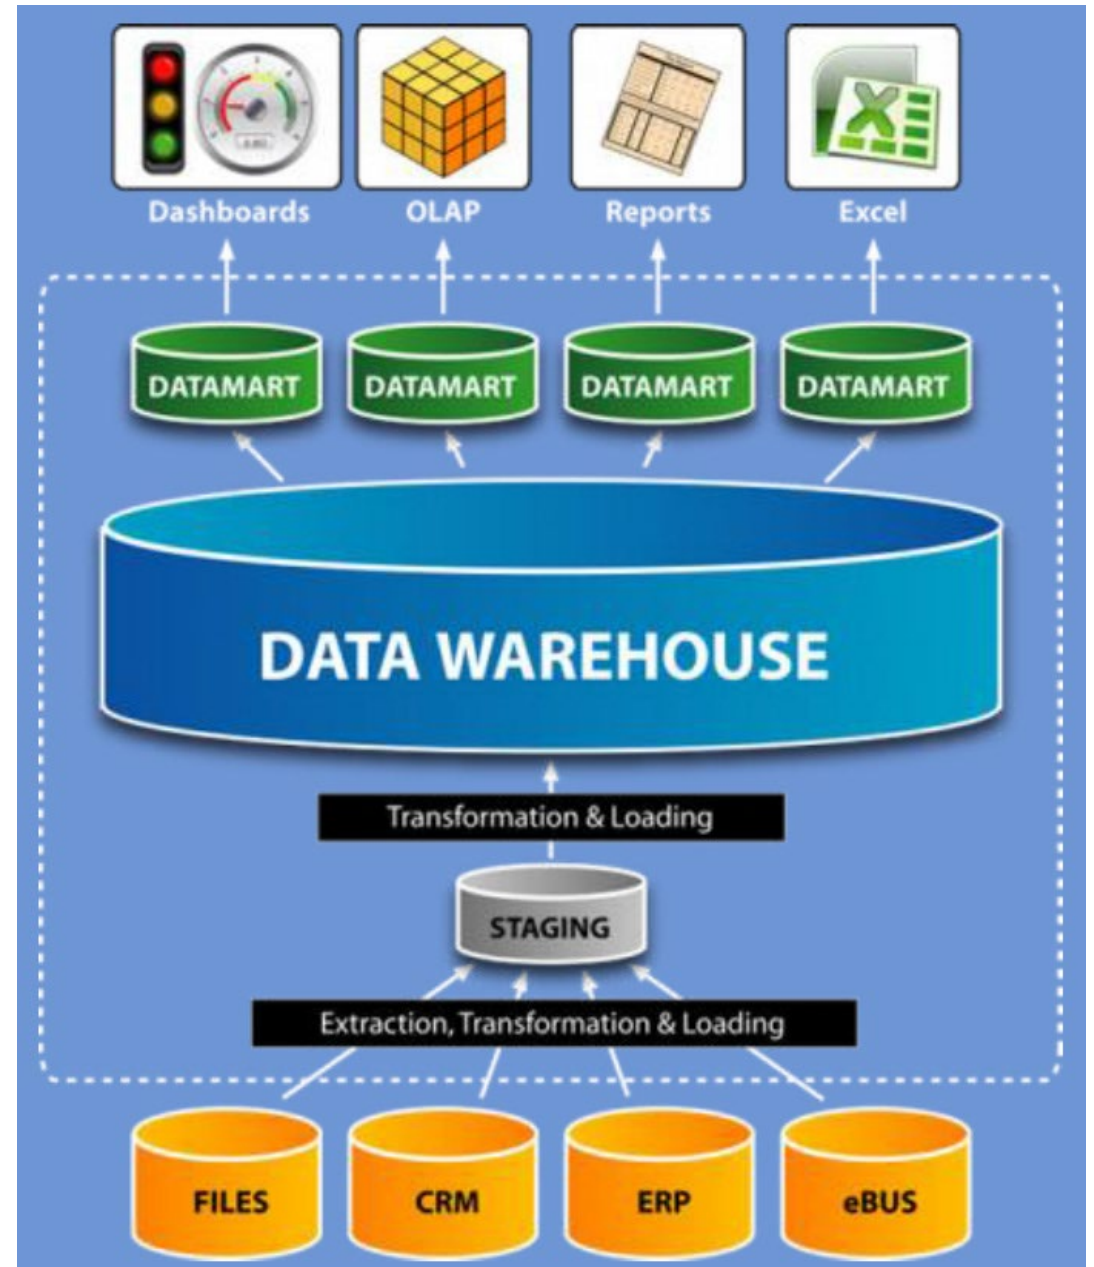 Dashboards
OLAP
Reports
Excel
DATAMART
DATAMART
DATAMART
DATAMART
DATA WAREHOUSE
Transformation & Loading
STAGING
Extraction, Transformation & Loading
FILES
CRM
ERP
eBUS